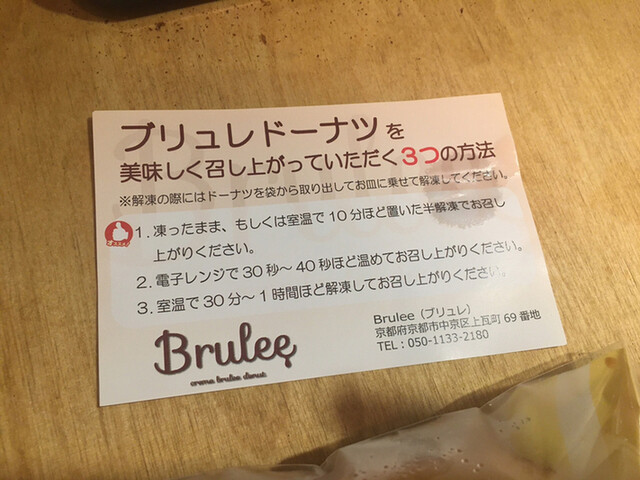 ブリュレドーナツを
美味しく召し上がっていただく3つの方法
※解凍の際にはドーナツを袋から取り出してお皿に乗せて解凍してください。
オススメ!
1. 凍ったまま、もしくは室温で10分ほど置いた半解凍でお召し
上がりください。
2. 電子レンジで30秒～40秒ほど温めてお召し上がりください。
3. 室温で30分～1時間ほど解凍してお召し上がりください。
Brulee
creme brulee donut
Brulee（ブリュレ）
京都府京都市中京区上瓦町69番地
TEL：050-1133-2180